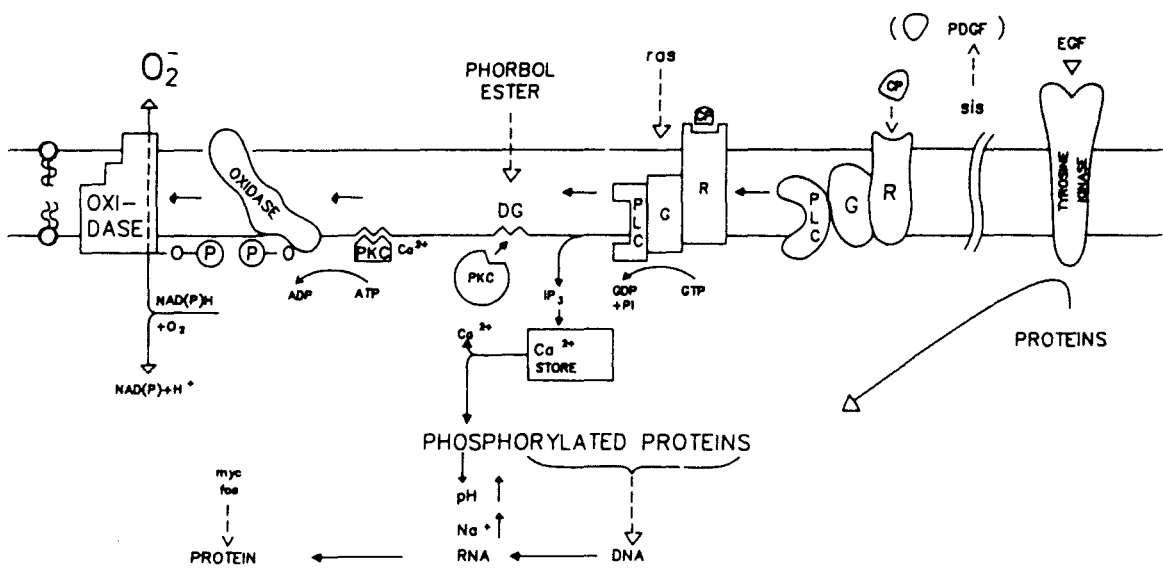 ( PDGF )
EGF
O₂⁻
ras
PHORBOL
ESTER
CP
sis
CP
OXI-
DASE
OXIDASE
DG
P
L
C
G
R
P
L
C
G
R
TYROSINE
KINASE
O P
P O
PKC
Ca²⁺
PKC
ADP
ATP
IP₃
GDP
+PI
GTP
NAD(P)H
+O₂
NAD(P)+H⁺
Ca²⁺
Ca²⁺
STORE
PROTEINS
PHOSPHORYLATED PROTEINS
myc
fos
pH
Na⁺
PROTEIN
RNA
DNA